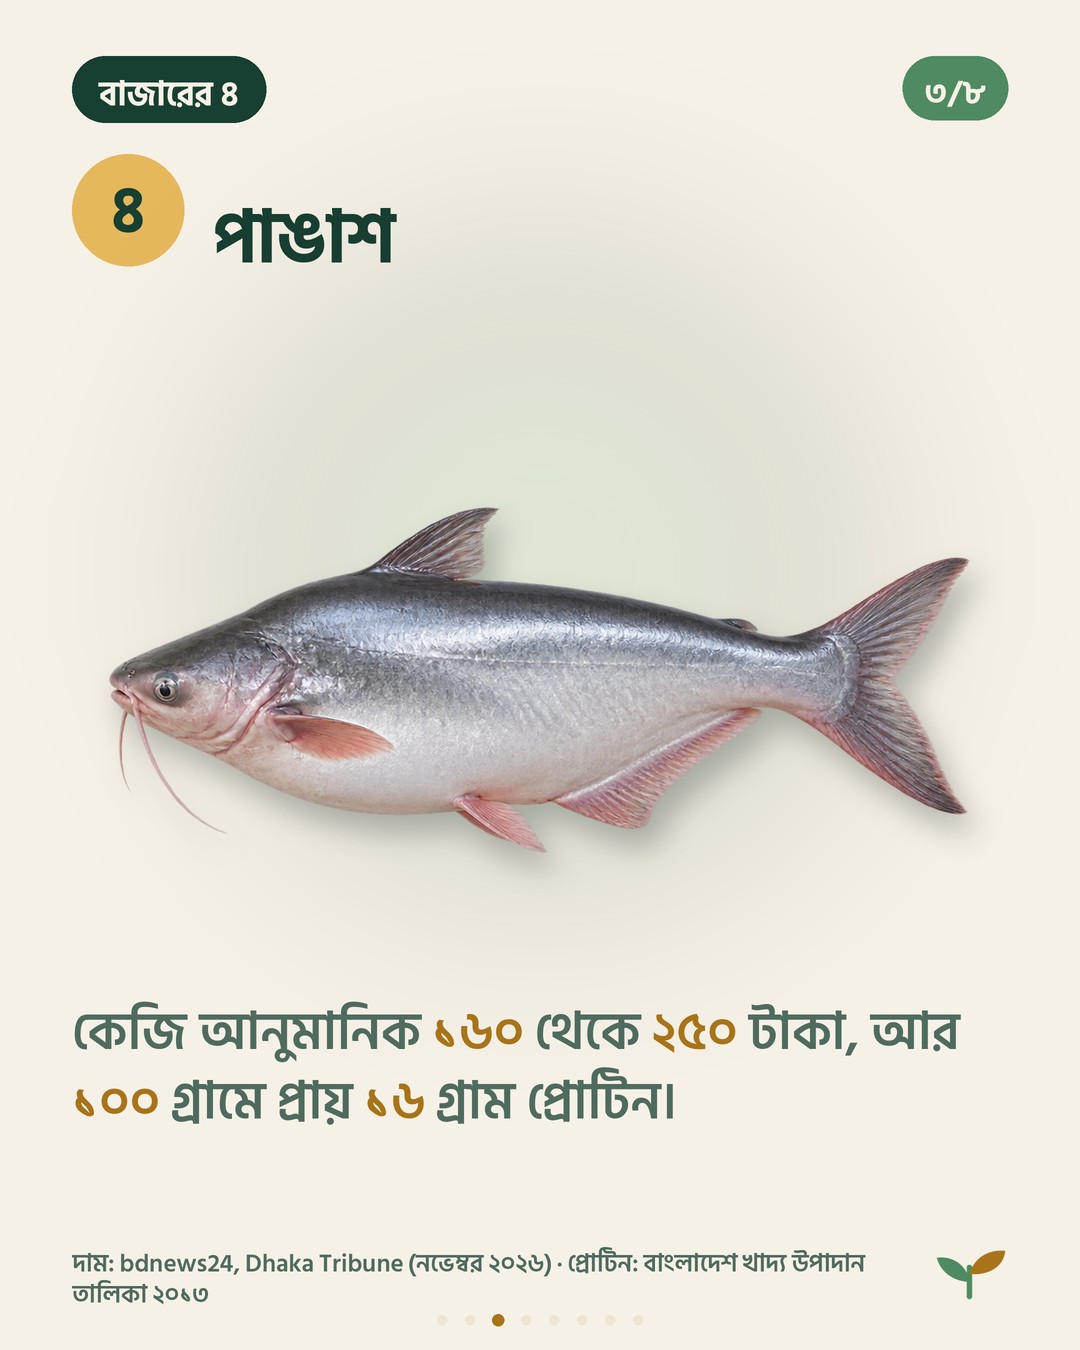 বাজারের ৪
৩/৮
৪
পাঙাশ
কেজি আনুমানিক ১৬০ থেকে ২৫০ টাকা, আর
১০০ গ্রামে প্রায় ১৬ গ্রাম প্রোটিন।
দাম: bdnews24, Dhaka Tribune (নভেম্বর ২০২৬) · প্রোটিন: বাংলাদেশ খাদ্য উপাদান
তালিকা ২০১৩